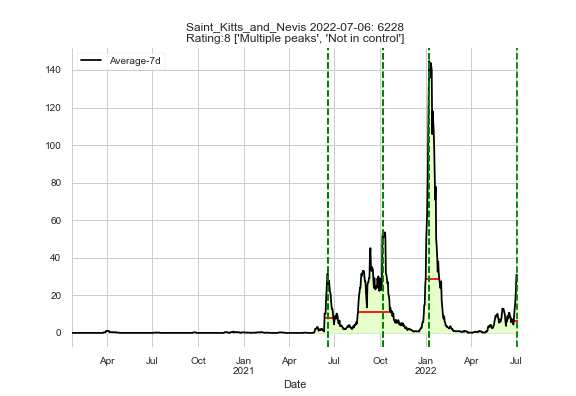 Saint_Kitts_and_Nevis 2022-07-06: 6228
Rating:8 ['Multiple peaks', 'Not in control']
Average-7d
140
120
100
80
60
40
20
0
Apr Jul Oct Jan Apr Jul Oct Jan Apr Jul
2021 2022
Date